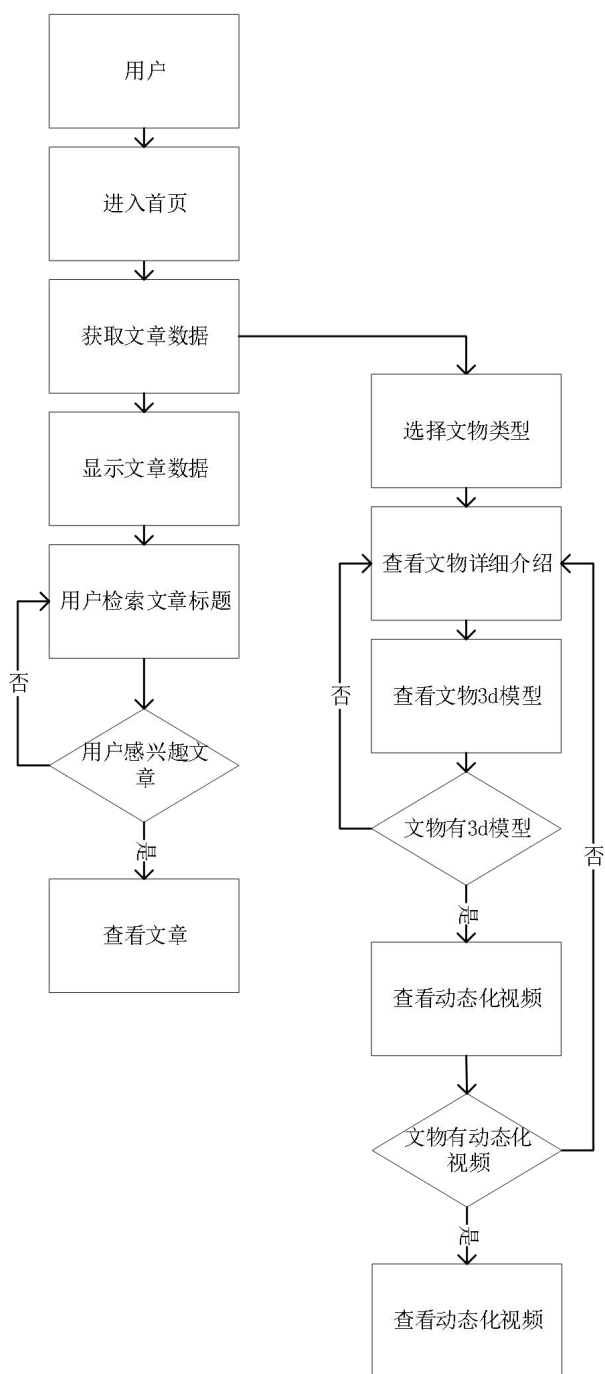 用户
进入首页
获取文章数据
显示文章数据
用户检索文章标题
否
用户感兴趣文
章
是
查看文章
选择文物类型
查看文物详细介绍
查看文物3d模型
否
文物有3d模型
否
是
查看动态化视频
文物有动态化
视频
是
查看动态化视频